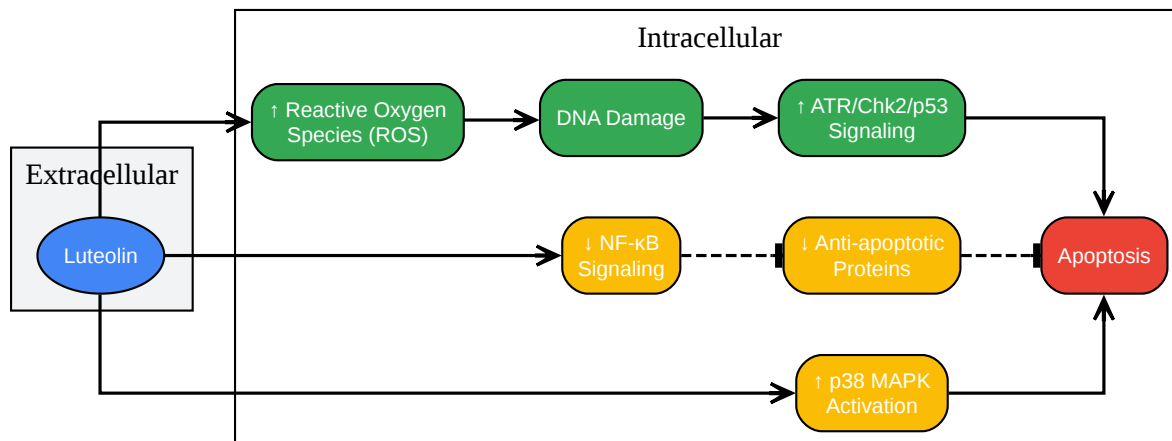 Intracellular
↑ Reactive Oxygen
Species (ROS)
DNA Damage
↑ ATR/Chk2/p53
Signaling
Extracellular
Luteolin
↓ NF-κB
Signaling
↓ Anti-apoptotic
Proteins
Apoptosis
↑ p38 MAPK
Activation